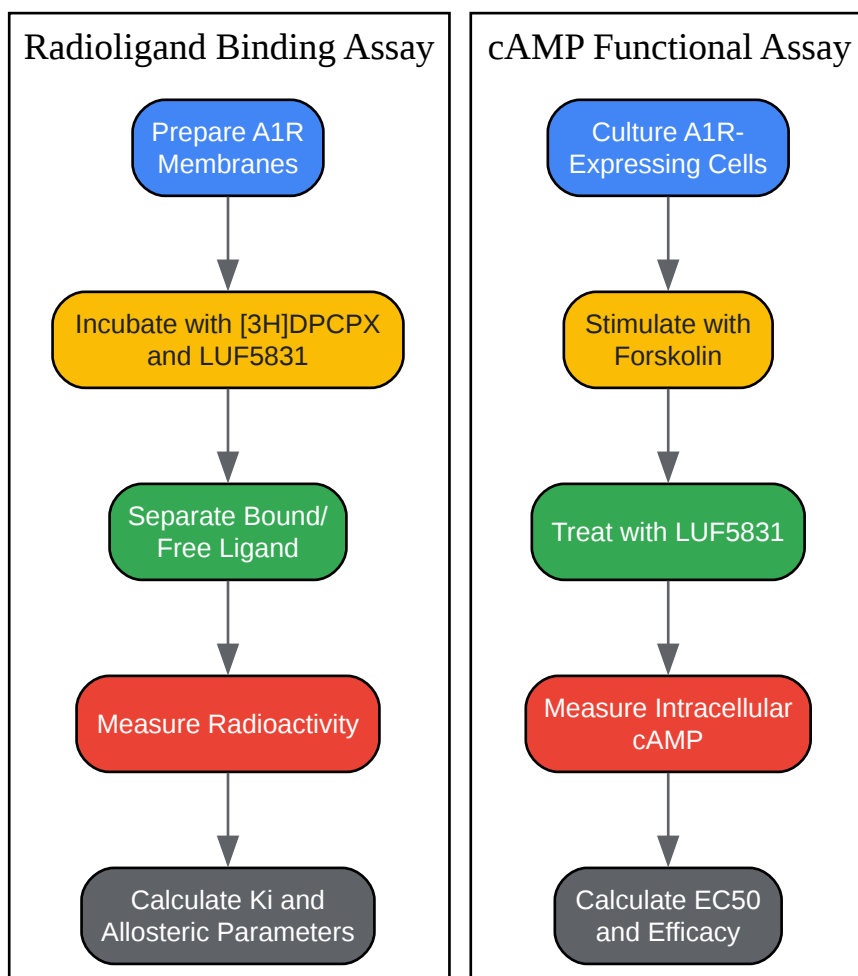 Radioligand Binding Assay
Prepare A1R
Membranes
Incubate with [3H]DPCPX
and LUF5831
Separate Bound/
Free Ligand
Measure Radioactivity
Calculate Ki and
Allosteric Parameters
cAMP Functional Assay
Culture A1R-
Expressing Cells
Stimulate with
Forskolin
Treat with LUF5831
Measure Intracellular
cAMP
Calculate EC50
and Efficacy